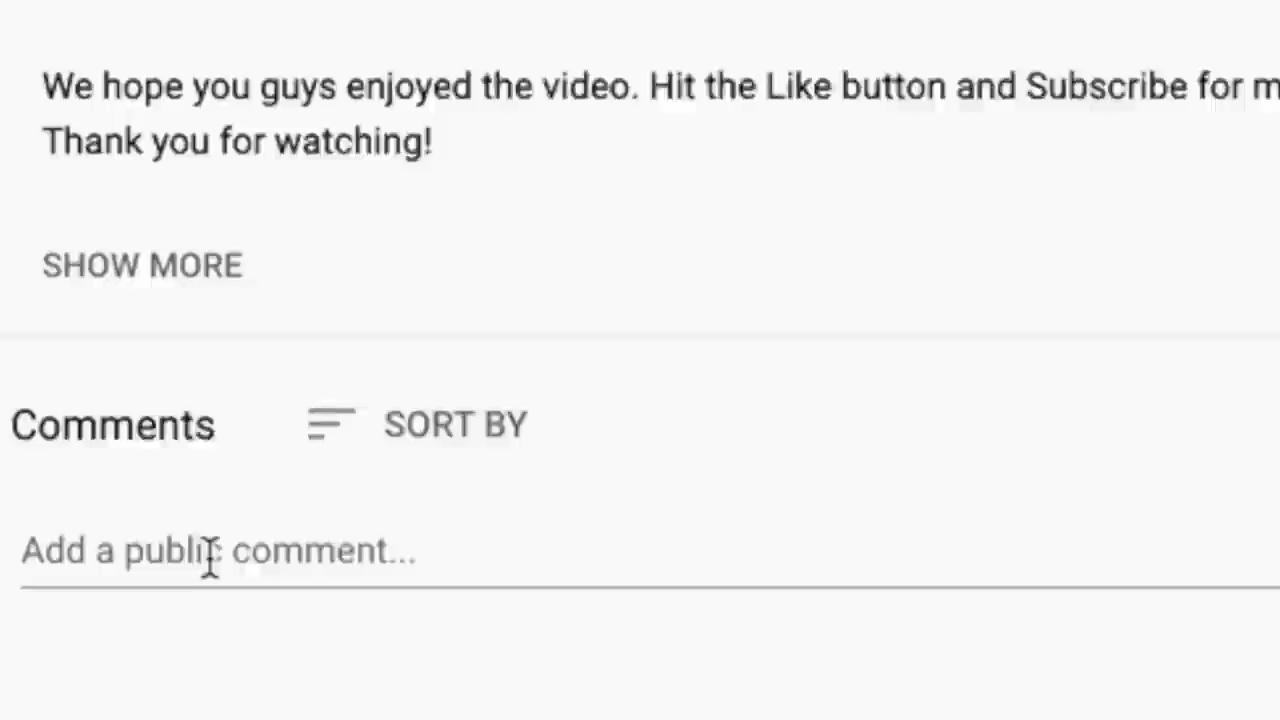 We hope you guys enjoyed the video. Hit the Like button and Subscribe for
Thank you for watching!
SHOW MORE
Comments
SORT BY
Add a public comment...